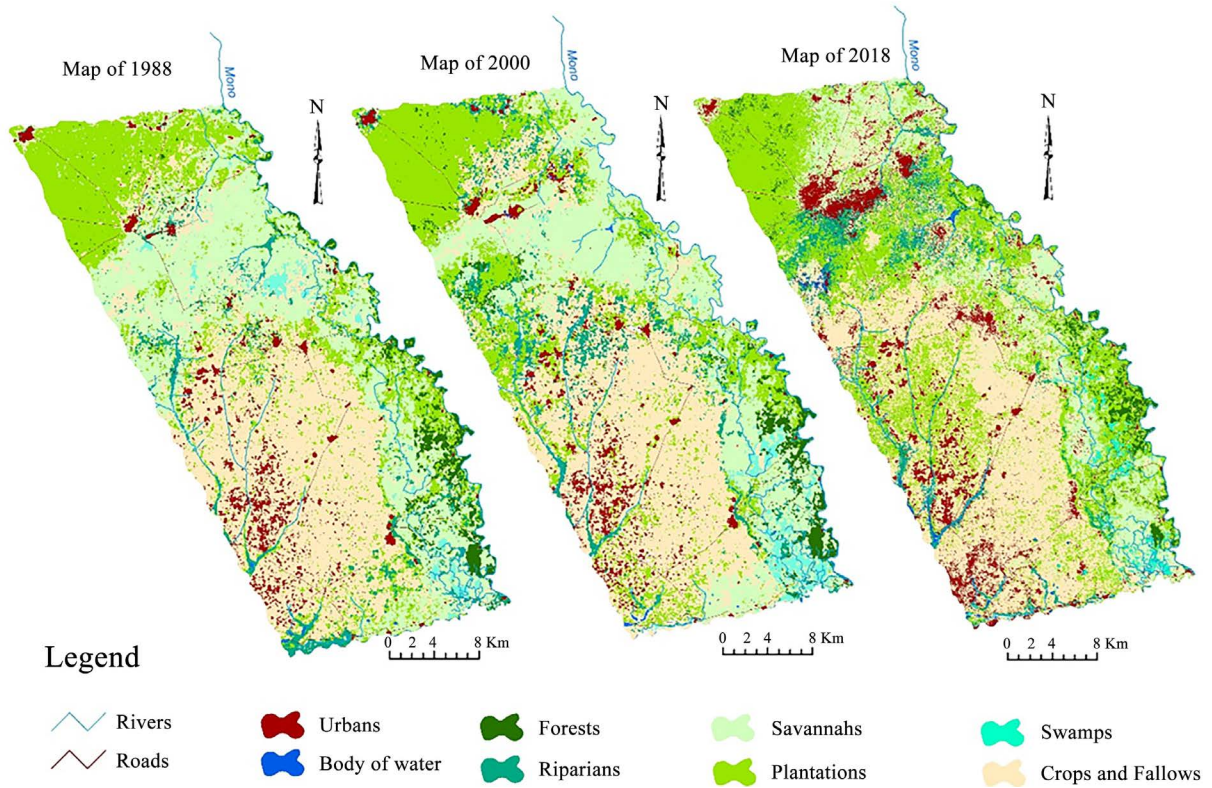 Map of 1988
Mono
N
Map of 2000
Mono
N
Map of 2018
Mono
N
0 2 4 8 Km
0 2 4 8 Km
0 2 4 8 Km
Legend
Rivers
Urbans
Forests
Savannahs
Swamps
Roads
Body of water
Riparians
Plantations
Crops and Fallows